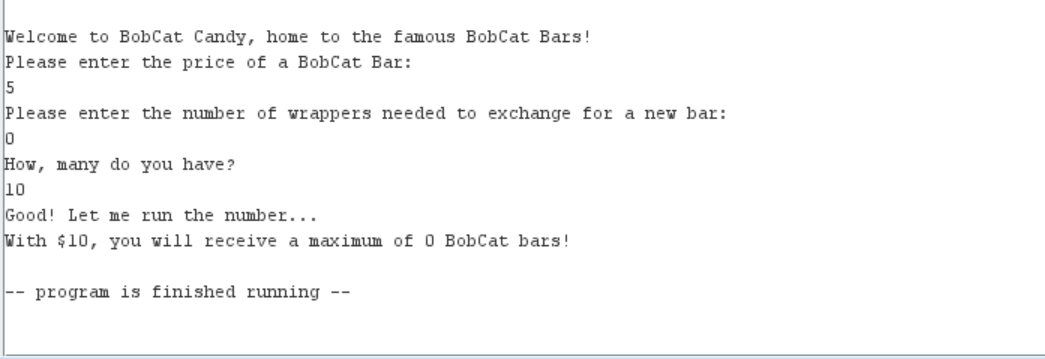 Welcome to BobCat Candy, home to the famous BobCat Bars!
Please enter the price of a BobCat Bar:
5
Please enter the number of wrappers needed to exchange for a new bar:
0
How, many do you have?
10
Good! Let me run the number...
With $10, you will receive a maximum of 0 BobCat bars!
-- program is finished running --